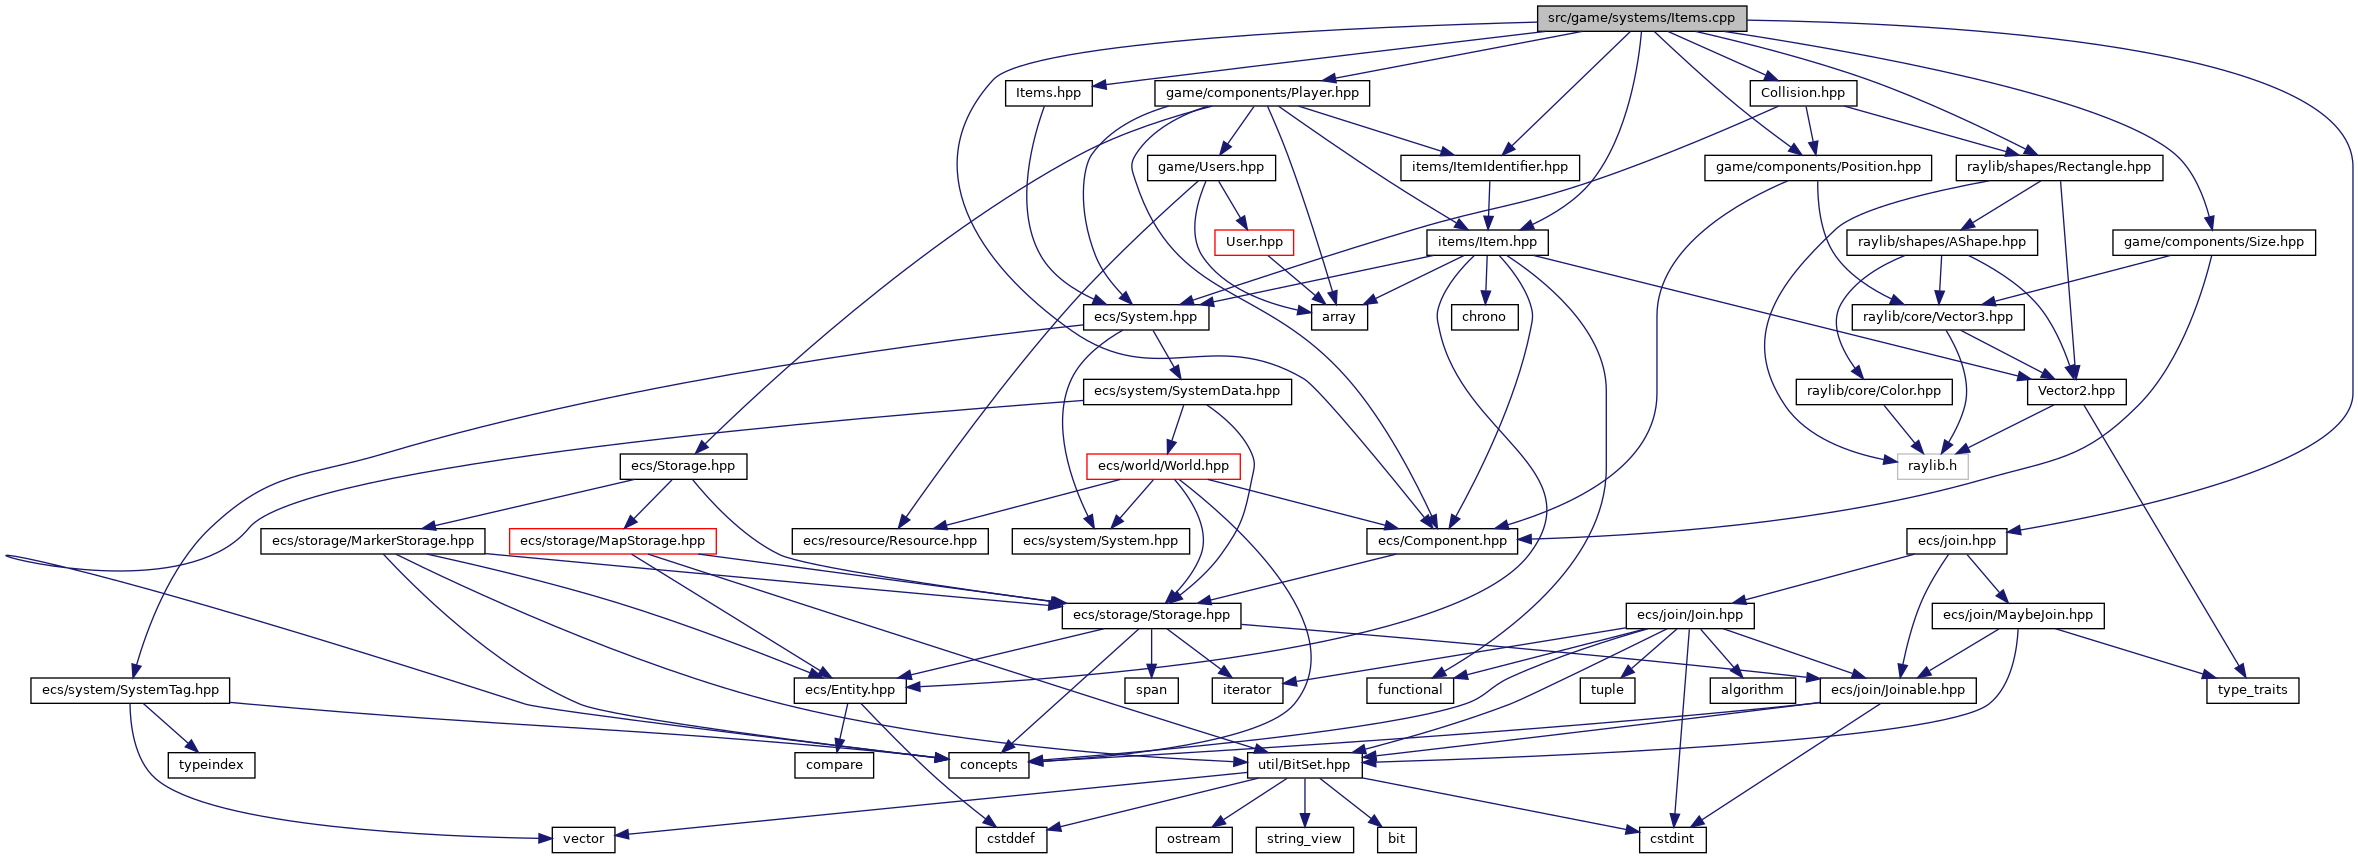 src/game/systems/Items.cpp
Items.hpp
game/components/Player.hpp
Collision.hpp
game/Users.hpp
items/ItemIdentifier.hpp
game/components/Position.hpp
raylib/shapes/Rectangle.hpp
User.hpp
items/Item.hpp
raylib/shapes/AShape.hpp
game/components/Size.hpp
ecs/System.hpp
array
chrono
raylib/core/Vector3.hpp
ecs/system/SystemData.hpp
raylib/core/Color.hpp
Vector2.hpp
ecs/Storage.hpp
ecs/world/World.hpp
raylib.h
ecs/storage/MarkerStorage.hpp
ecs/storage/MapStorage.hpp
ecs/resource/Resource.hpp
ecs/system/System.hpp
ecs/Component.hpp
ecs/join.hpp
ecs/storage/Storage.hpp
ecs/join/Join.hpp
ecs/join/MaybeJoin.hpp
ecs/system/SystemTag.hpp
ecs/Entity.hpp
span
iterator
functional
tuple
algorithm
ecs/join/Joinable.hpp
type_traits
typeindex
compare
concepts
util/BitSet.hpp
vector
cstddef
ostream
string_view
bit
cstdint